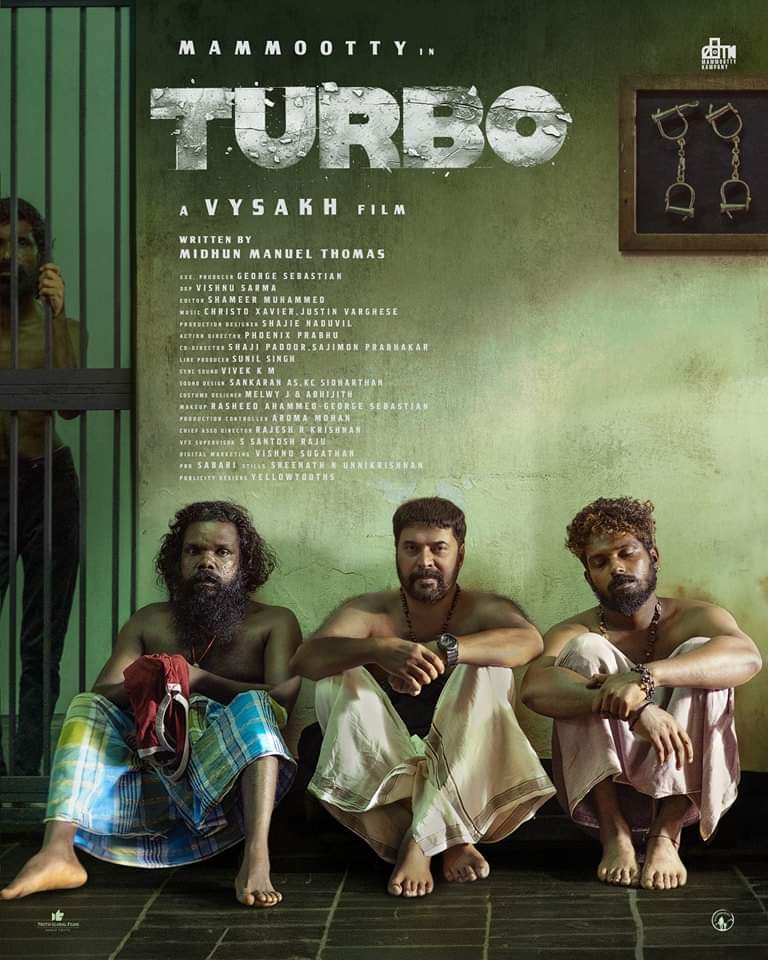 MAMMOOTTY IN
MAMMOOTTY
KAMPANY
TURBO
A VYSAKH FILM
WRITTEN BY
MIDHUN MANUEL THOMAS
EXE. PRODUCER GEORGE SEBASTIAN
DOP VISHNU SARMA
EDITOR SHAMEER MUHAMMED
MUSIC CHRISTO XAVIER,JUSTIN VARGHESE
PRODUCTION DESIGNER SHAJIE NADUVIL
ACTION DIRECTOR PHOENIX PRABHU
CO-DIRECTOR SHAJI PADOOR,SAJIMON PRABHAKAR
LINE PRODUCER SUNIL SINGH
SYNC SOUND VIVEK K M
SOUND DESIGN SANKARAN AS,KC SIDHARTHAN
COSTUME DESIGNER MELWY J & ABHIJITH
MAKEUP RASHEED AHAMMED-GEORGE SEBASTIAN
PRODUCTION CONTROLLER AROMA MOHAN
CHIEF ASSO DIRECTOR RAJESH R KRISHNAN
VFX SUPERVISOR S SANTOSH RAJU
DIGITAL MARKETING VISHNU SUGATHAN
PRO SABARI STILLS SREENATH N UNNIKRISHNAN
PUBLICITY DESIGNS YELLOWTOOTHS
TRUTH GLOBAL FILMS